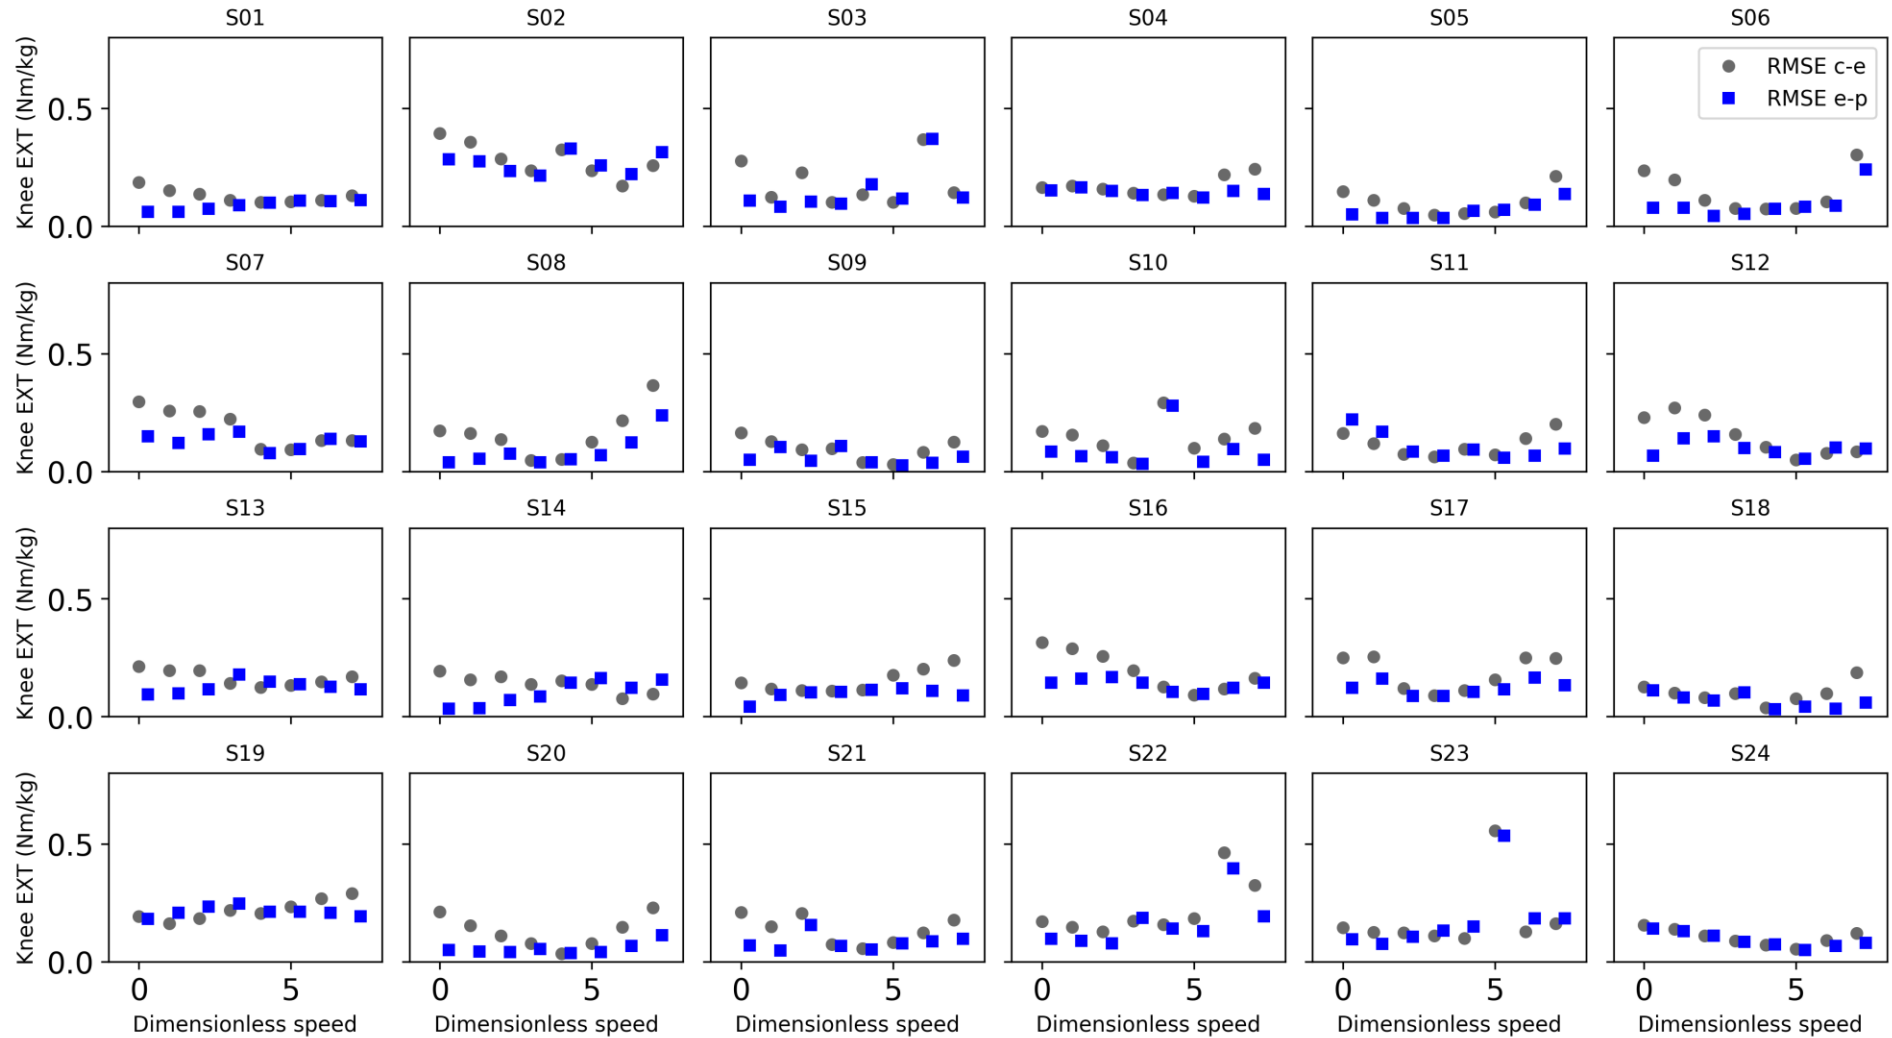 S01 S02 S03 S04 S05 S06
Knee EXT (Nm/kg)
0.5
0.0
RMSE c-e
RMSE e-p
S07 S08 S09 S10 S11 S12
Knee EXT (Nm/kg)
0.5
0.0
S13 S14 S15 S16 S17 S18
Knee EXT (Nm/kg)
0.5
0.0
S19 S20 S21 S22 S23 S24
Knee EXT (Nm/kg)
0.5
0.0
0 5 0 5 0 5 0 5 0 5 0 5
Dimensionless speed Dimensionless speed Dimensionless speed Dimensionless speed Dimensionless speed Dimensionless speed